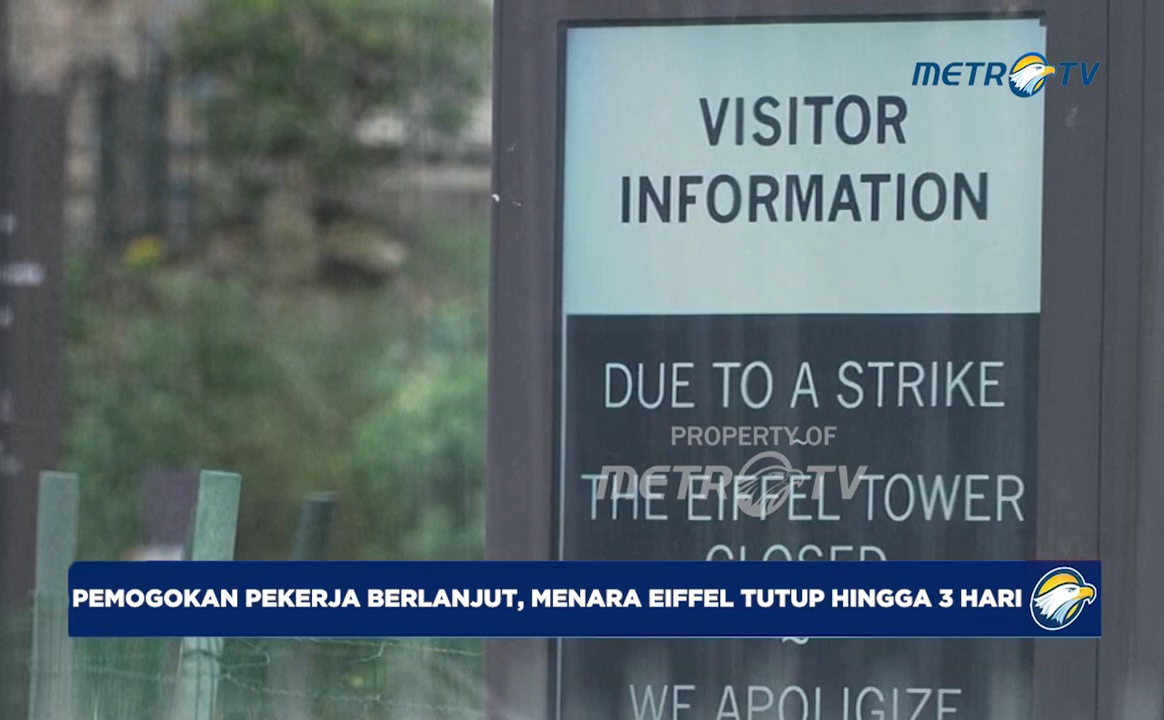 METRO TV
VISITOR
INFORMATION
DUE TO A STRIKE
~
PROPERTY OF
METRO TV
THE EIFFEL TOWER
CLOSED
PEMOGOKAN PEKERJA BERLANJUT, MENARA EIFFEL TUTUP HINGGA 3 HARI
~
WE APOLIGIZE